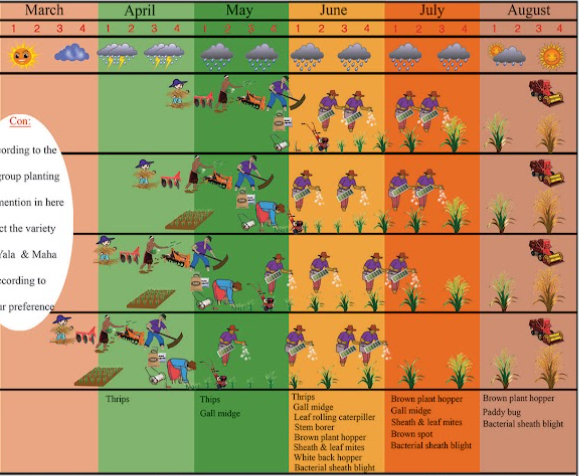 March April May June July August
1 2 3 4 1 2 3 4 1 2 3 4 1 2 3 4 1 2 3 4 1 2 3 4
Con:
cording to the
group planting
mention in here
ct the variety
Yala & Maha
ccording to
ur preference
Thrips
Thrips
Gall midge
Thrips
Gall midge
Leaf rolling caterpiller
Stem borer
Brown plant hopper
Sheath & leaf mites
White back hopper
Bacterial sheath blight
Brown plant hopper
Gall midge
Sheath & leaf mites
Brown spot
Bacterial sheath blight
Brown plant hopper
Paddy bug
Bacterial sheath blight